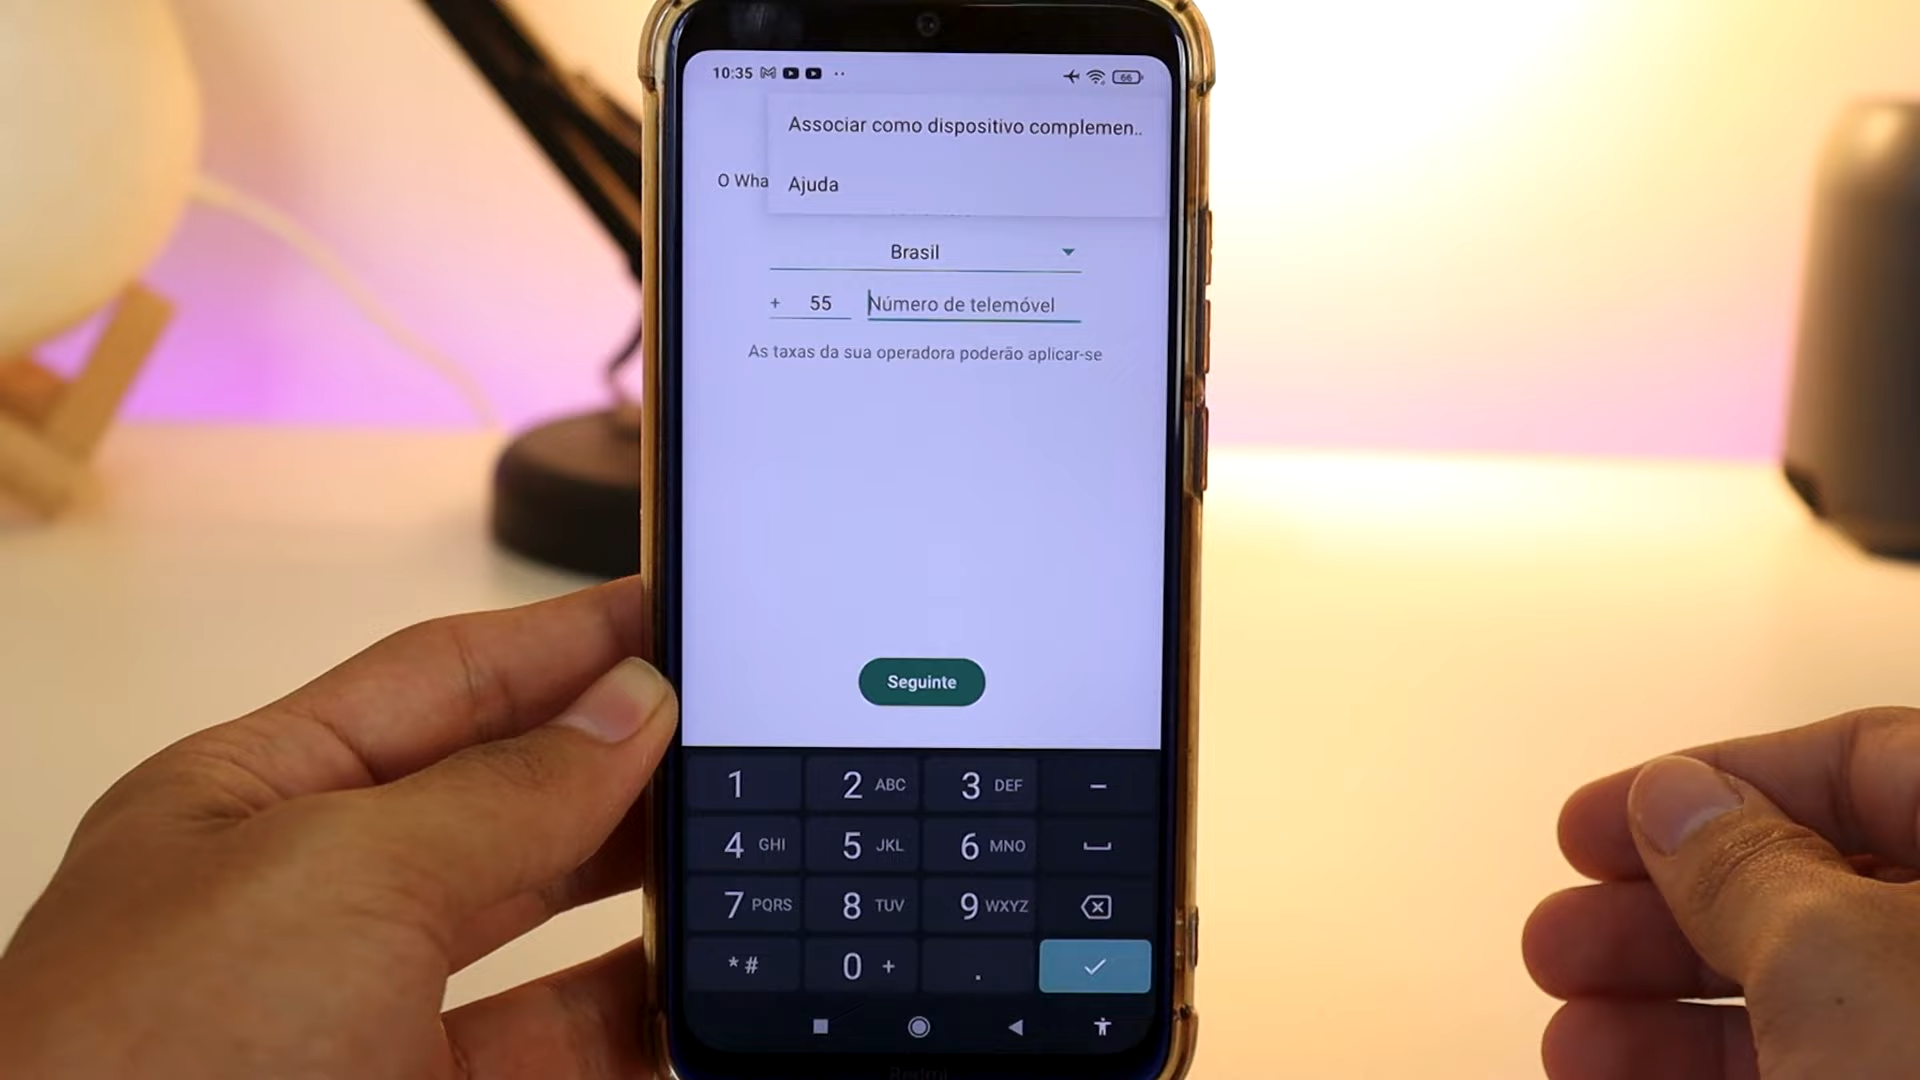 10:35
66
Associar como dispositivo complemen..
O Wha
Ajuda
Brasil
+ 55 Número de telemóvel
As taxas da sua operadora poderão aplicar-se
Seguinte
1 2 ABC 3 DEF –
4 GHI 5 JKL 6 MNO
7 PQRS 8 TUV 9 WXYZ
* # 0 + .
Redmi